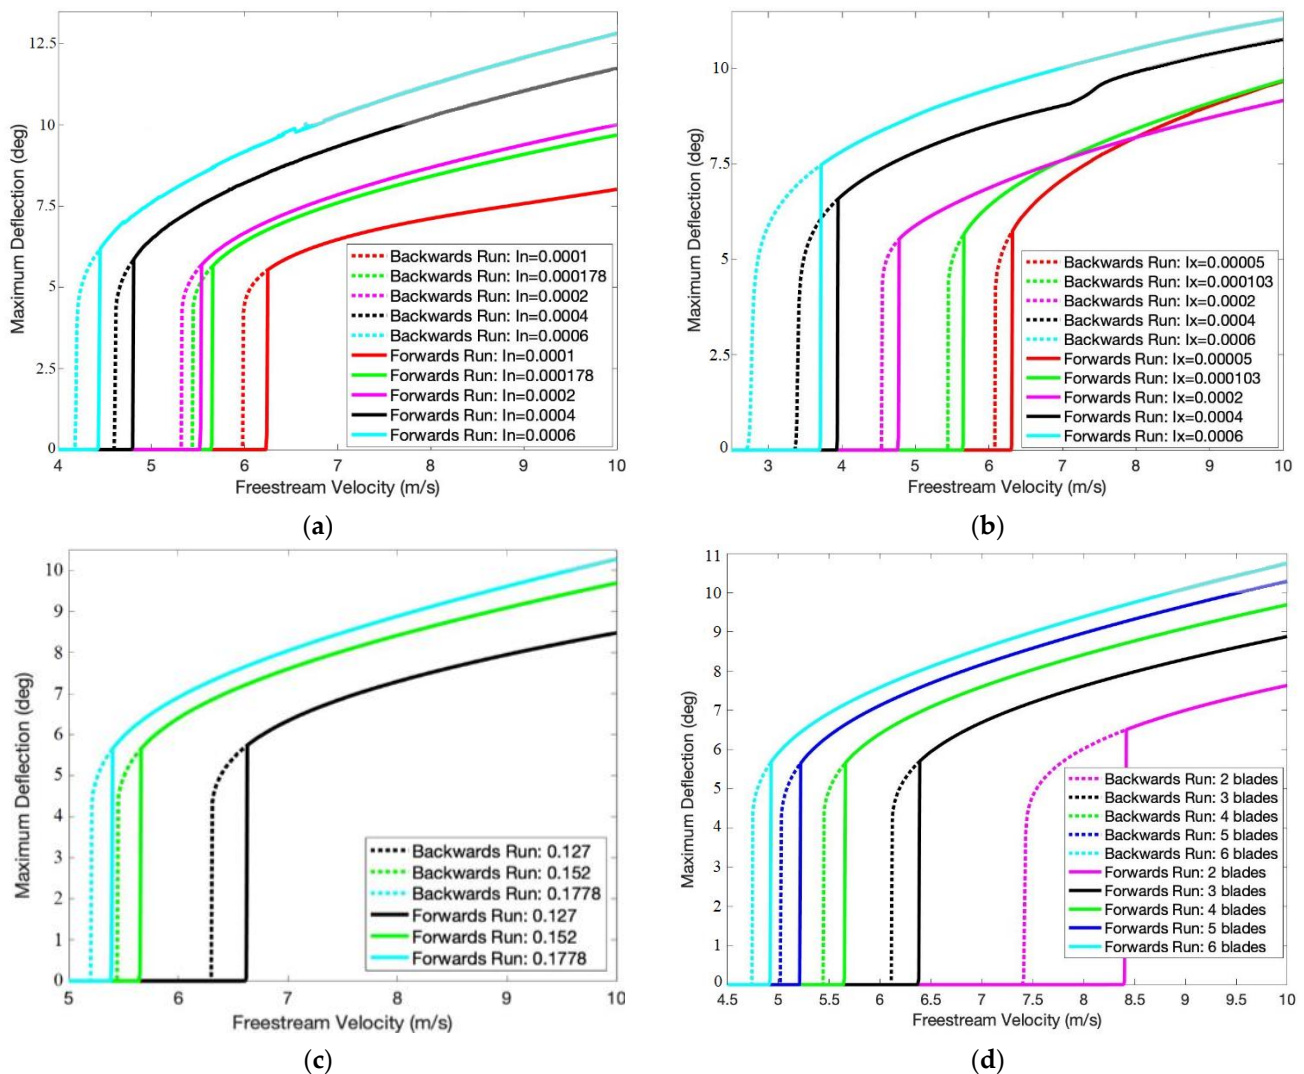 12.5
10
7.5
5
2.5
0
Maximum Deflection (deg)
Backwards Run: In=0.0001
Backwards Run: In=0.000178
Backwards Run: In=0.0002
Backwards Run: In=0.0004
Backwards Run: In=0.0006
Forwards Run: In=0.0001
Forwards Run: In=0.000178
Forwards Run: In=0.0002
Forwards Run: In=0.0004
Forwards Run: In=0.0006
4 5 6 7 8 9 10
Freestream Velocity (m/s)
(a)
10
7.5
5
2.5
0
Maximum Deflection (deg)
Backwards Run: Ix=0.00005
Backwards Run: Ix=0.000103
Backwards Run: Ix=0.0002
Backwards Run: Ix=0.0004
Backwards Run: Ix=0.0006
Forwards Run: Ix=0.00005
Forwards Run: Ix=0.000103
Forwards Run: Ix=0.0002
Forwards Run: Ix=0.0004
Forwards Run: Ix=0.0006
3 4 5 6 7 8 9 10
Freestream Velocity (m/s)
(b)
10
9
8
7
6
5
4
3
2
1
0
Maximum Deflection (deg)
Backwards Run: 0.127
Backwards Run: 0.152
Backwards Run: 0.1778
Forwards Run: 0.127
Forwards Run: 0.152
Forwards Run: 0.1778
5 6 7 8 9 10
Freestream Velocity (m/s)
(c)
11
10
9
8
7
6
5
4
3
2
1
0
Maximum Deflection (deg)
Backwards Run: 2 blades
Backwards Run: 3 blades
Backwards Run: 4 blades
Backwards Run: 5 blades
Backwards Run: 6 blades
Forwards Run: 2 blades
Forwards Run: 3 blades
Forwards Run: 4 blades
Forwards Run: 5 blades
Forwards Run: 6 blades
4.5 5 5.5 6 6.5 7 7.5 8 8.5 9 9.5 10
Freestream Velocity (m/s)
(d)